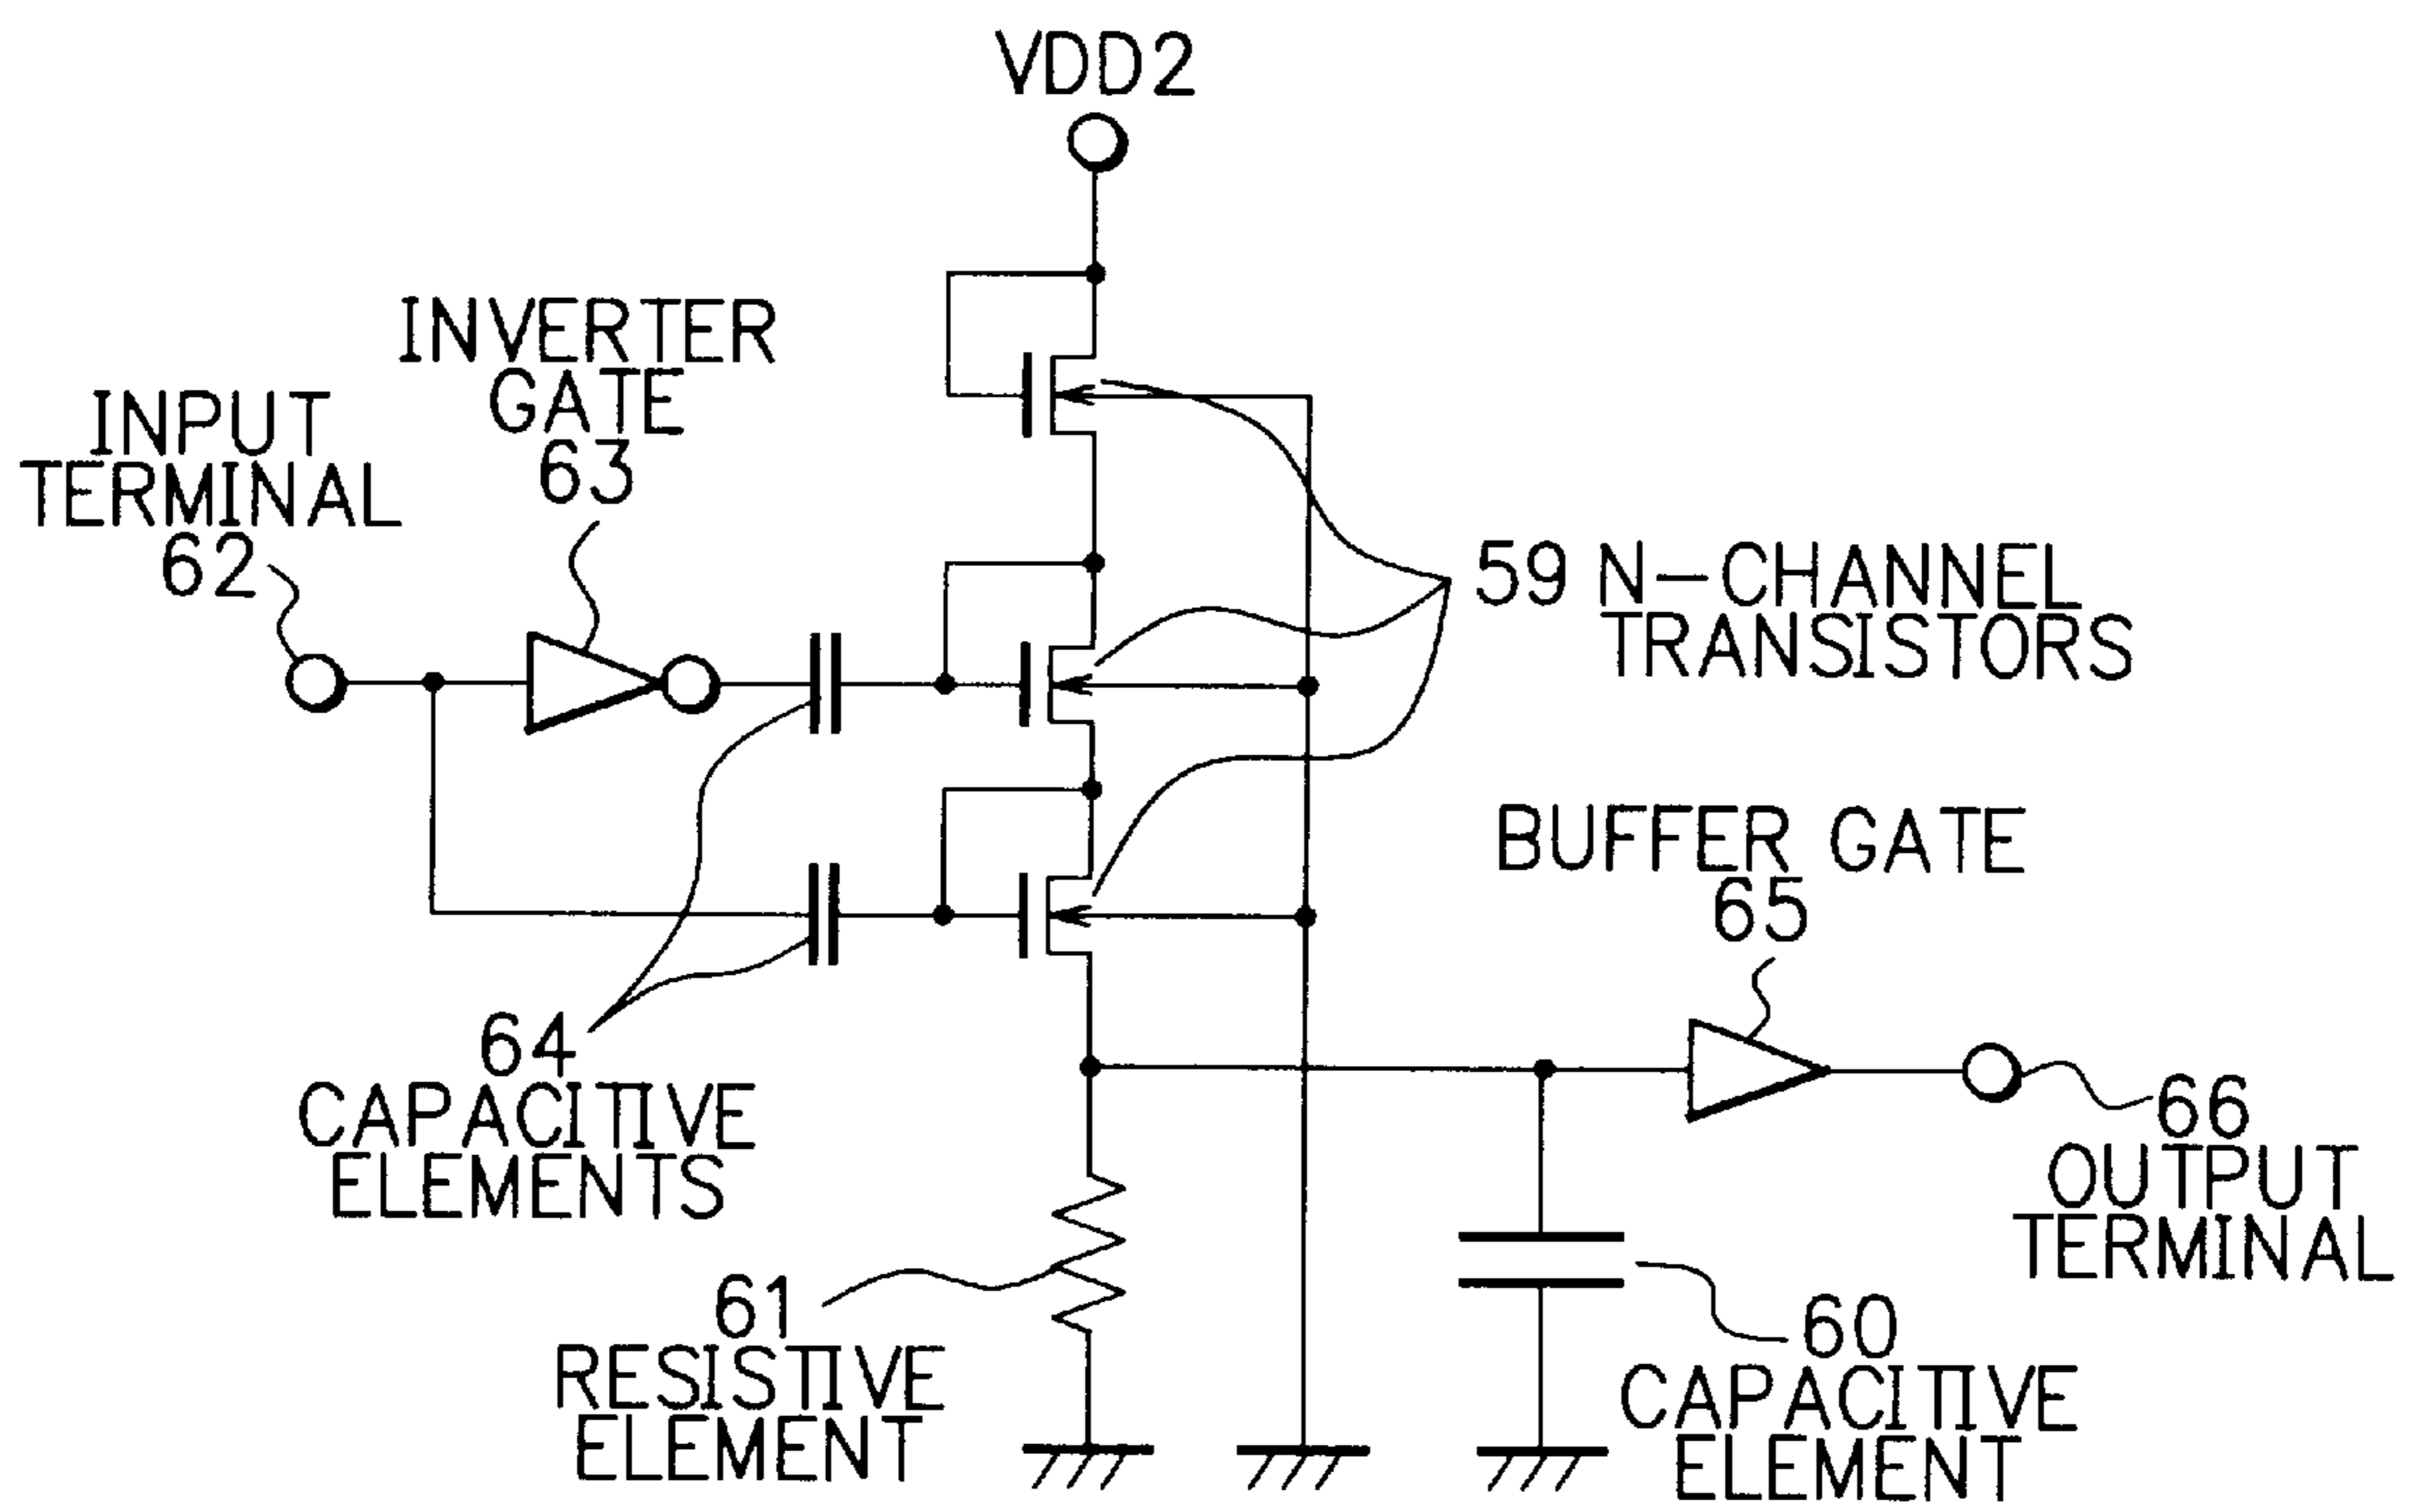 VDD2
INVERTER
GATE
63
INPUT
TERMINAL
62
59 N-CHANNEL
TRANSISTORS
BUFFER GATE
65
64
CAPACITIVE
ELEMENTS
66
OUTPUT
TERMINAL
61
RESISTIVE
ELEMENT
60
CAPACITIVE
ELEMENT